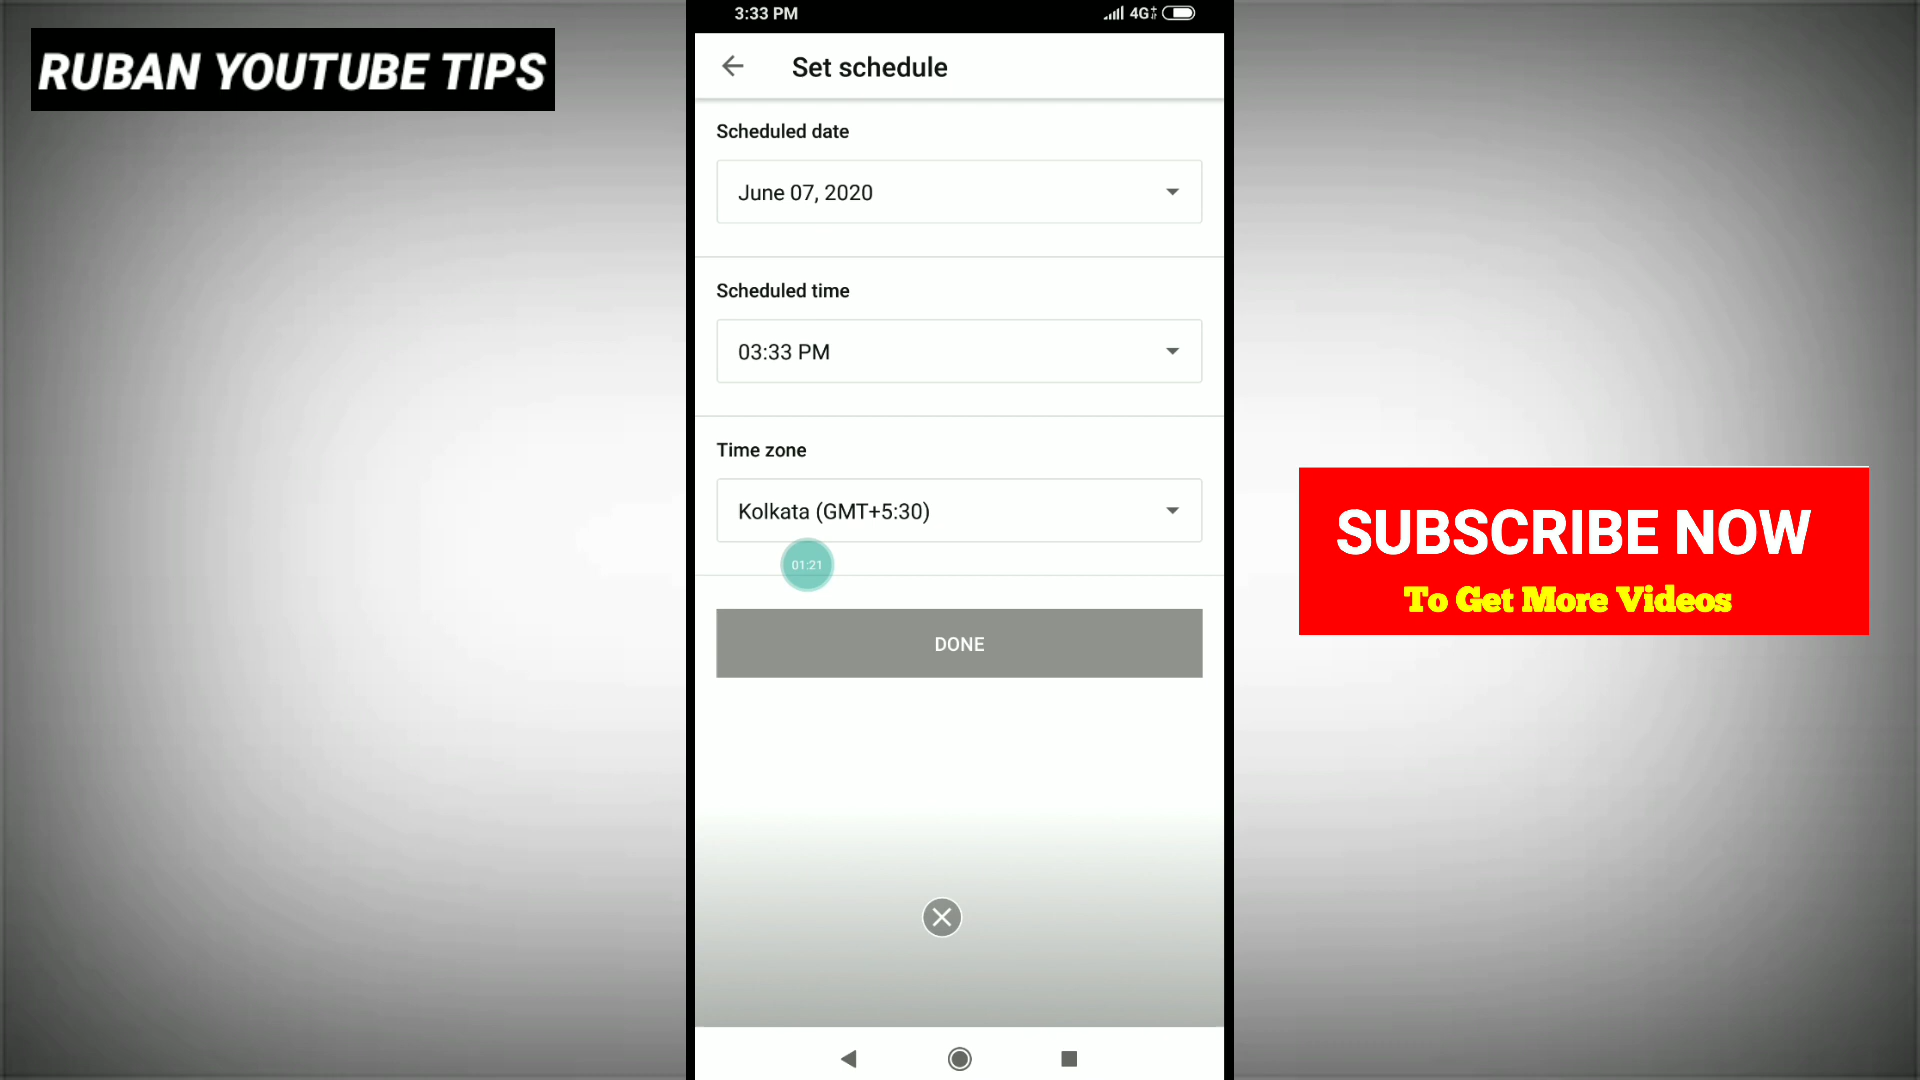 RUBAN YOUTUBE TIPS
3:33 PM
4G+
Set schedule
Scheduled date
June 07, 2020
Scheduled time
03:33 PM
Time zone
Kolkata (GMT+5:30)
01:21
DONE
SUBSCRIBE NOW
To Get More Videos